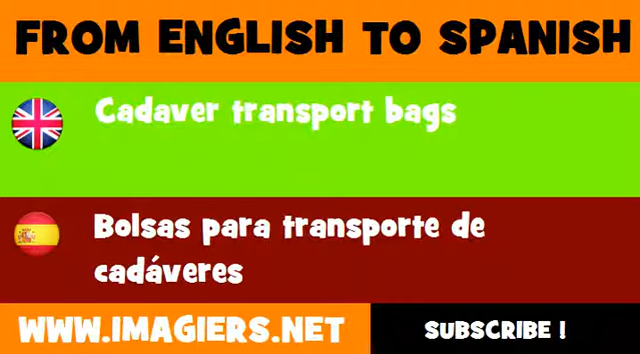 FROM ENGLISH TO SPANISH
Cadaver transport bags
Bolsas para transporte de
cadáveres
WWW.IMAGIERS.NET
SUBSCRIBE !